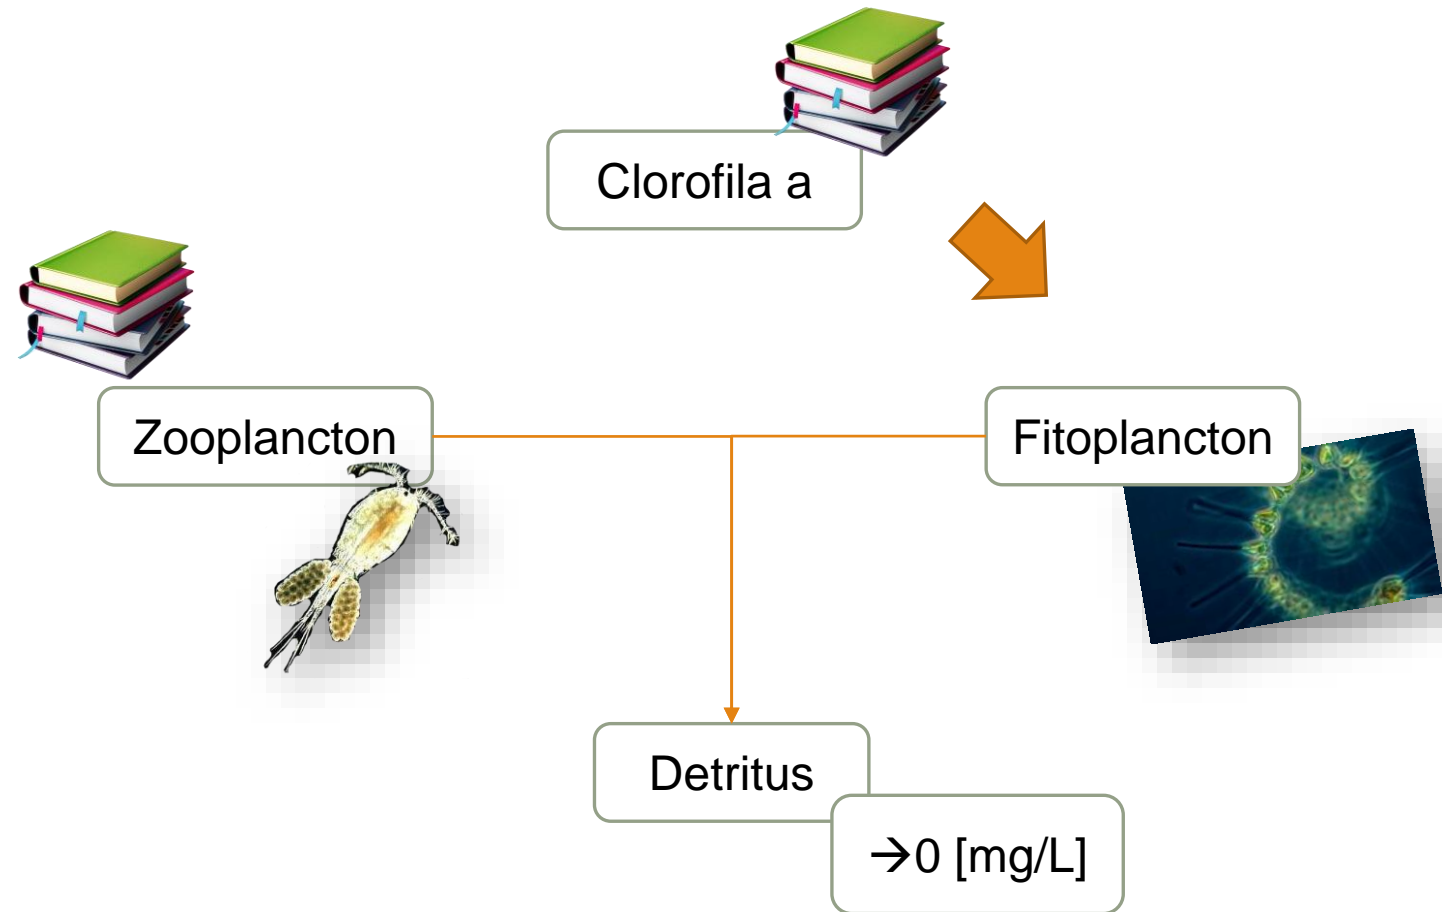 Clorofila a
Zooplancton
Fitoplancton
Detritus
→0 [mg/L]